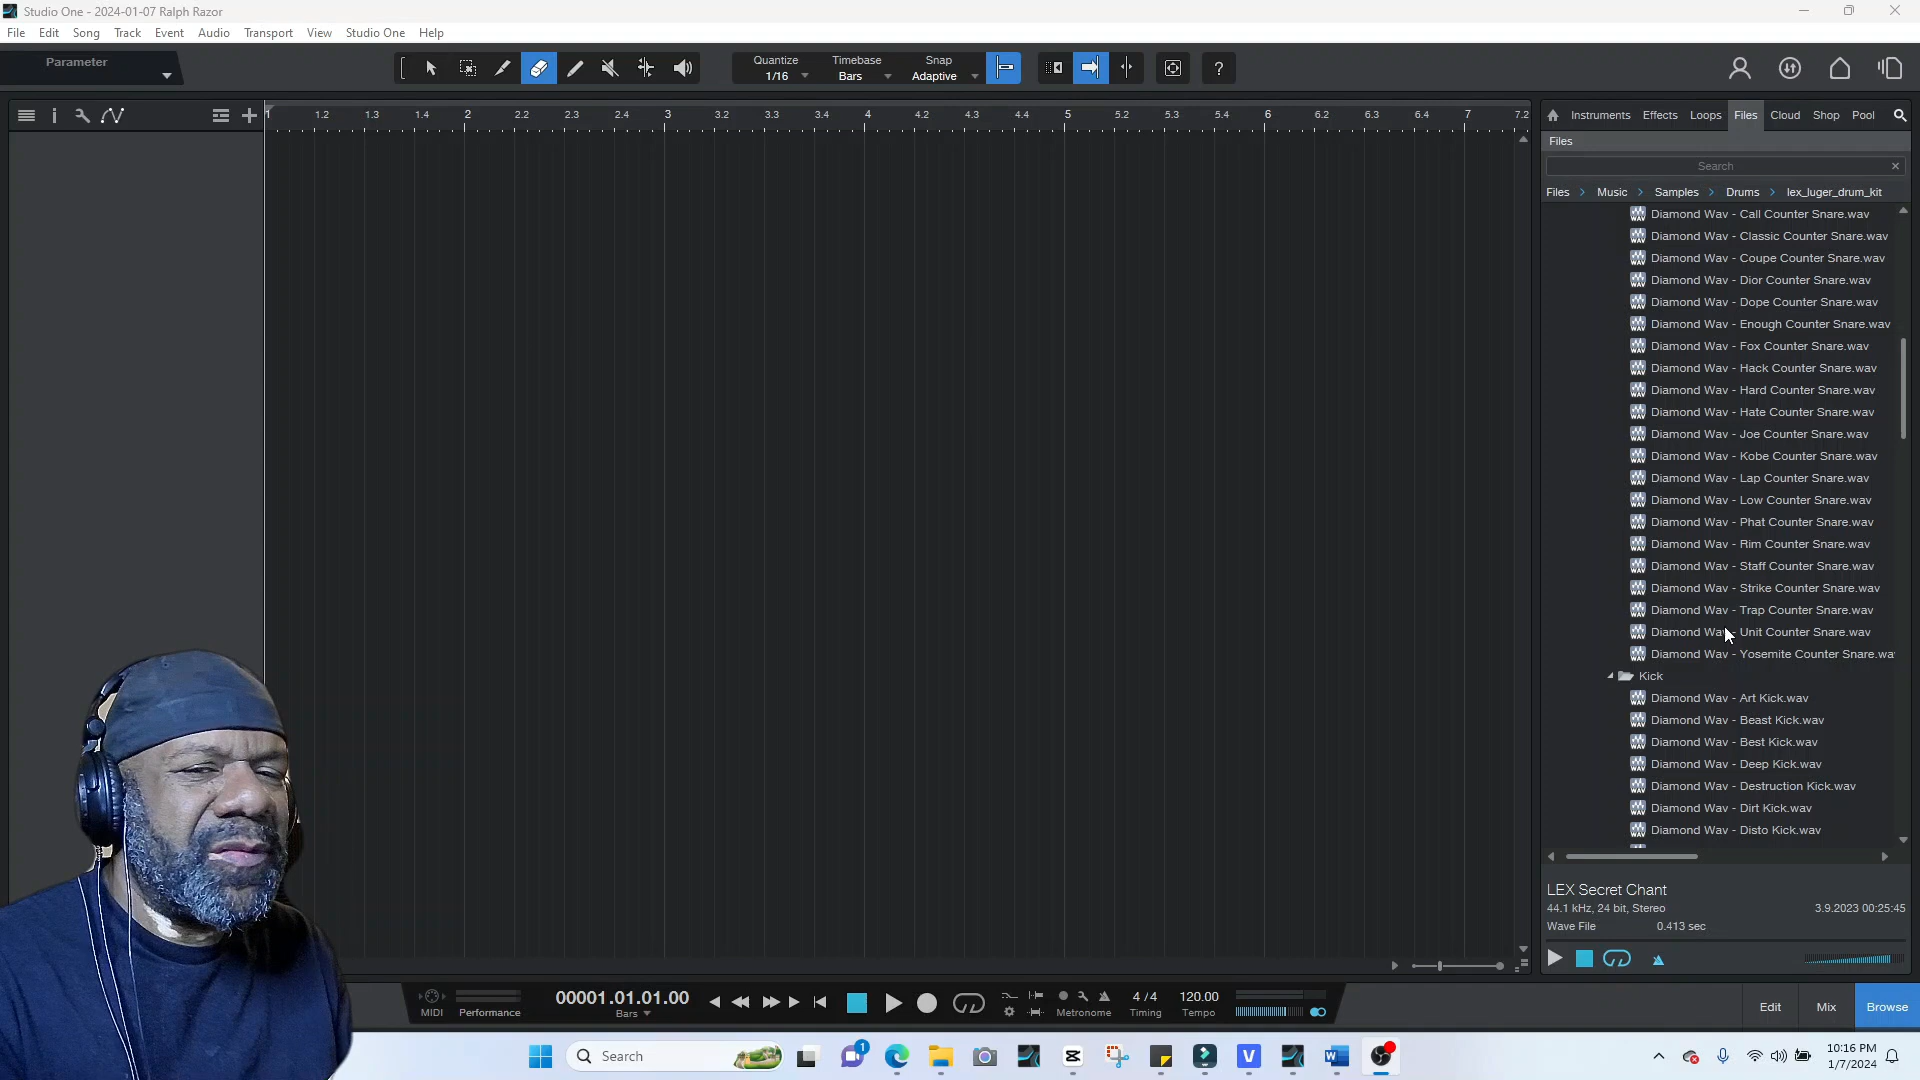 Studio One - 2024-01-07 Ralph Razor
File Edit Song Track Event Audio Transport View Studio One Help
Parameter
Quantize Timebase Snap
1/16 Bars Adaptive
?
1 1.2 1.3 1.4 2 2.2 2.3 2.4 3 3.2 3.3 3.4 4 4.2 4.3 4.4 5 5.2 5.3 5.4 6 6.2 6.3 6.4 7 7.2
Instruments Effects Loops Files Cloud Shop Pool
Files
Search
Files > Music > Samples > Drums > lex_luger_drum_kit
Diamond Wav - Call Counter Snare.wav
Diamond Wav - Classic Counter Snare.wav
Diamond Wav - Coupe Counter Snare.wav
Diamond Wav - Dior Counter Snare.wav
Diamond Wav - Dope Counter Snare.wav
Diamond Wav - Enough Counter Snare.wav
Diamond Wav - Fox Counter Snare.wav
Diamond Wav - Hack Counter Snare.wav
Diamond Wav - Hard Counter Snare.wav
Diamond Wav - Hate Counter Snare.wav
Diamond Wav - Joe Counter Snare.wav
Diamond Wav - Kobe Counter Snare.wav
Diamond Wav - Lap Counter Snare.wav
Diamond Wav - Low Counter Snare.wav
Diamond Wav - Phat Counter Snare.wav
Diamond Wav - Rim Counter Snare.wav
Diamond Wav - Staff Counter Snare.wav
Diamond Wav - Strike Counter Snare.wav
Diamond Wav - Trap Counter Snare.wav
Diamond Wav - Unit Counter Snare.wav
Diamond Wav - Yosemite Counter Snare.wa
Kick
Diamond Wav - Art Kick.wav
Diamond Wav - Beast Kick.wav
Diamond Wav - Best Kick.wav
Diamond Wav - Deep Kick.wav
Diamond Wav - Destruction Kick.wav
Diamond Wav - Dirt Kick.wav
Diamond Wav - Disto Kick.wav
LEX Secret Chant
44.1 kHz, 24 bit, Stereo 3.9.2023 00:25:45
Wave File 0.413 sec
00001.01.01.00 4 / 4 120.00
MIDI Performance Bars Metronome Timing Tempo
Edit Mix Browse
Search
1
V
W
10:16 PM
1/7/2024